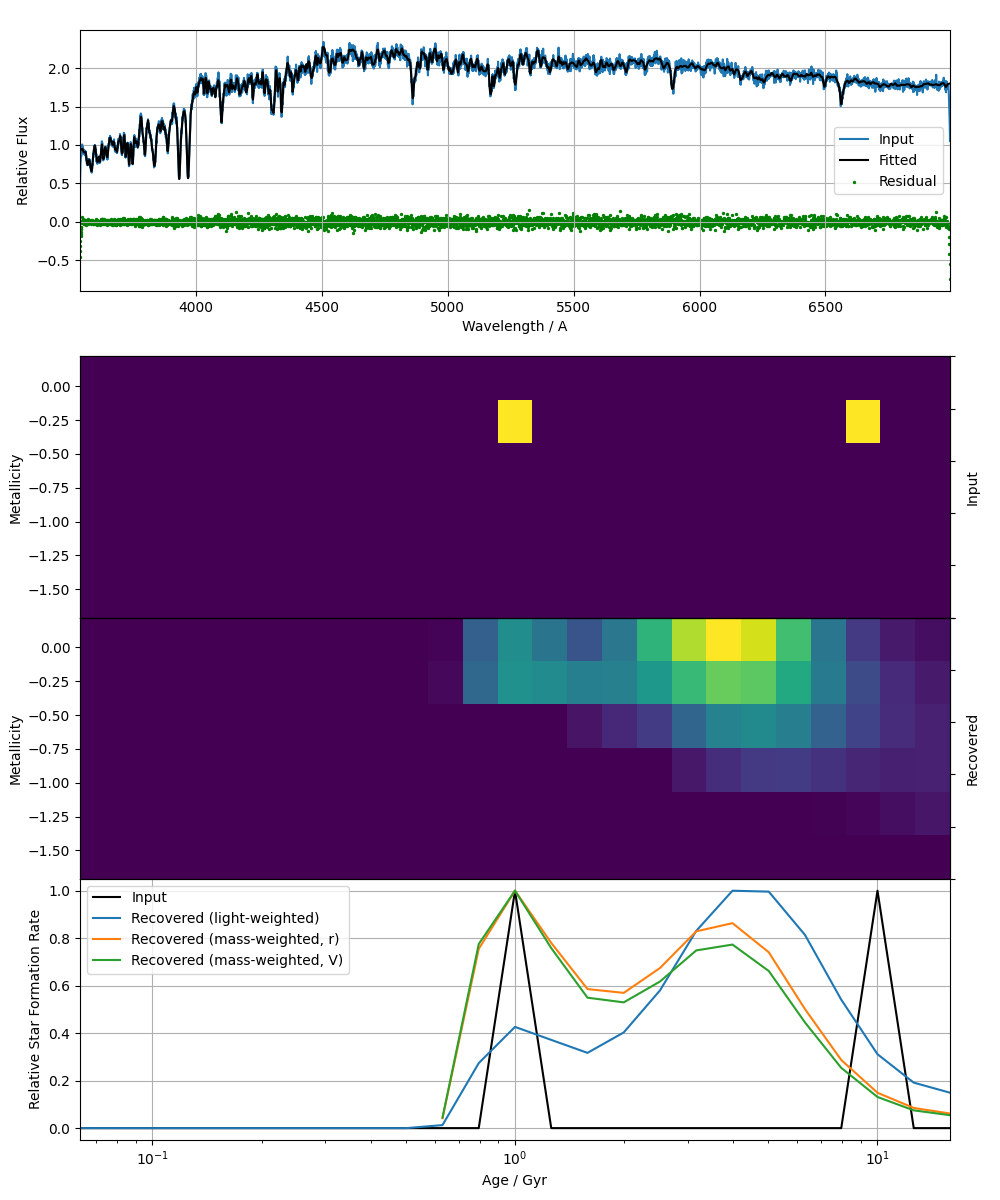 2.0
1.5
1.0
0.5
0.0
−0.5
Relative Flux
Input
Fitted
Residual
4000 4500 5000 5500 6000 6500
Wavelength / A
0.00
−0.25
−0.50
−0.75
−1.00
−1.25
−1.50
Metallicity
Input
0.00
−0.25
−0.50
−0.75
−1.00
−1.25
−1.50
Metallicity
Recovered
1.0
0.8
0.6
0.4
0.2
0.0
Relative Star Formation Rate
Input
Recovered (light-weighted)
Recovered (mass-weighted, r)
Recovered (mass-weighted, V)
10⁻¹ 10⁰ 10¹
Age / Gyr